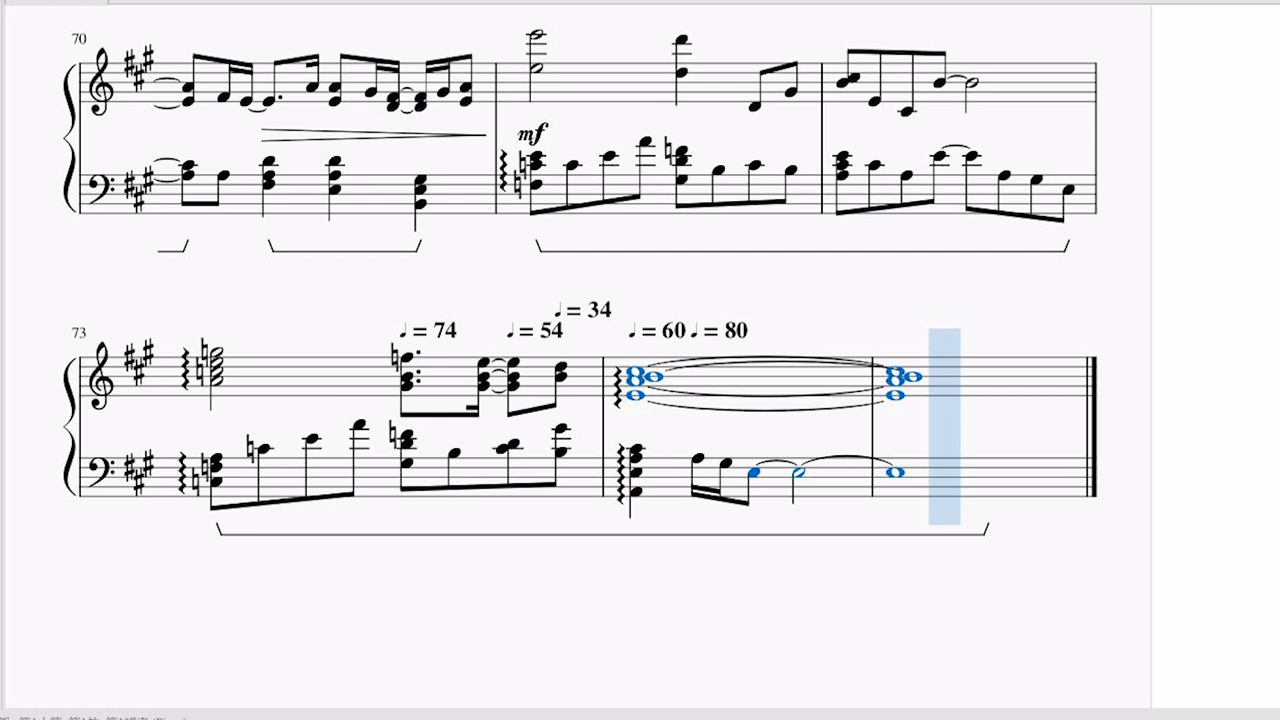 70
mf
73
♩ = 34
♩ = 74 ♩ = 54 ♩ = 60 ♩ = 80